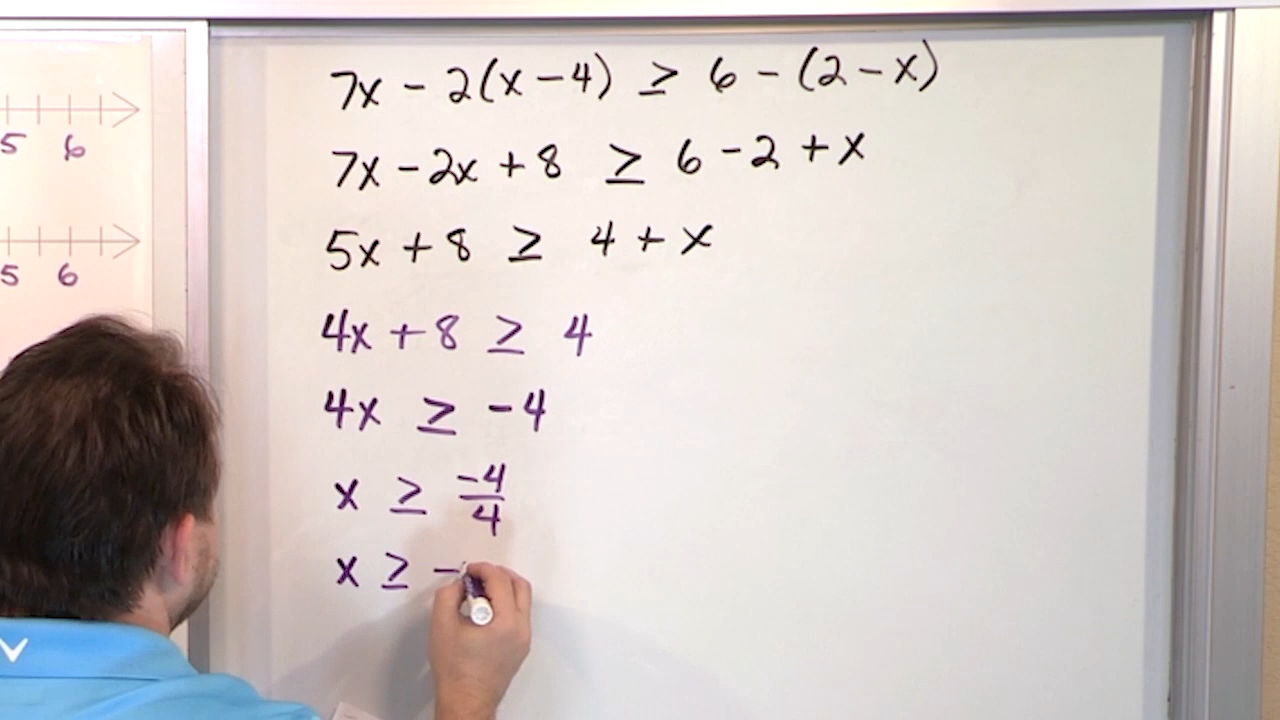 7x - 2(x - 4) ≥ 6 - (2 - x)
7x - 2x + 8 ≥ 6 - 2 + x
5x + 8 ≥ 4 + x
4x + 8 ≥ 4
4x ≥ -4
x ≥ -4/4
x ≥ -
5 6
5 6